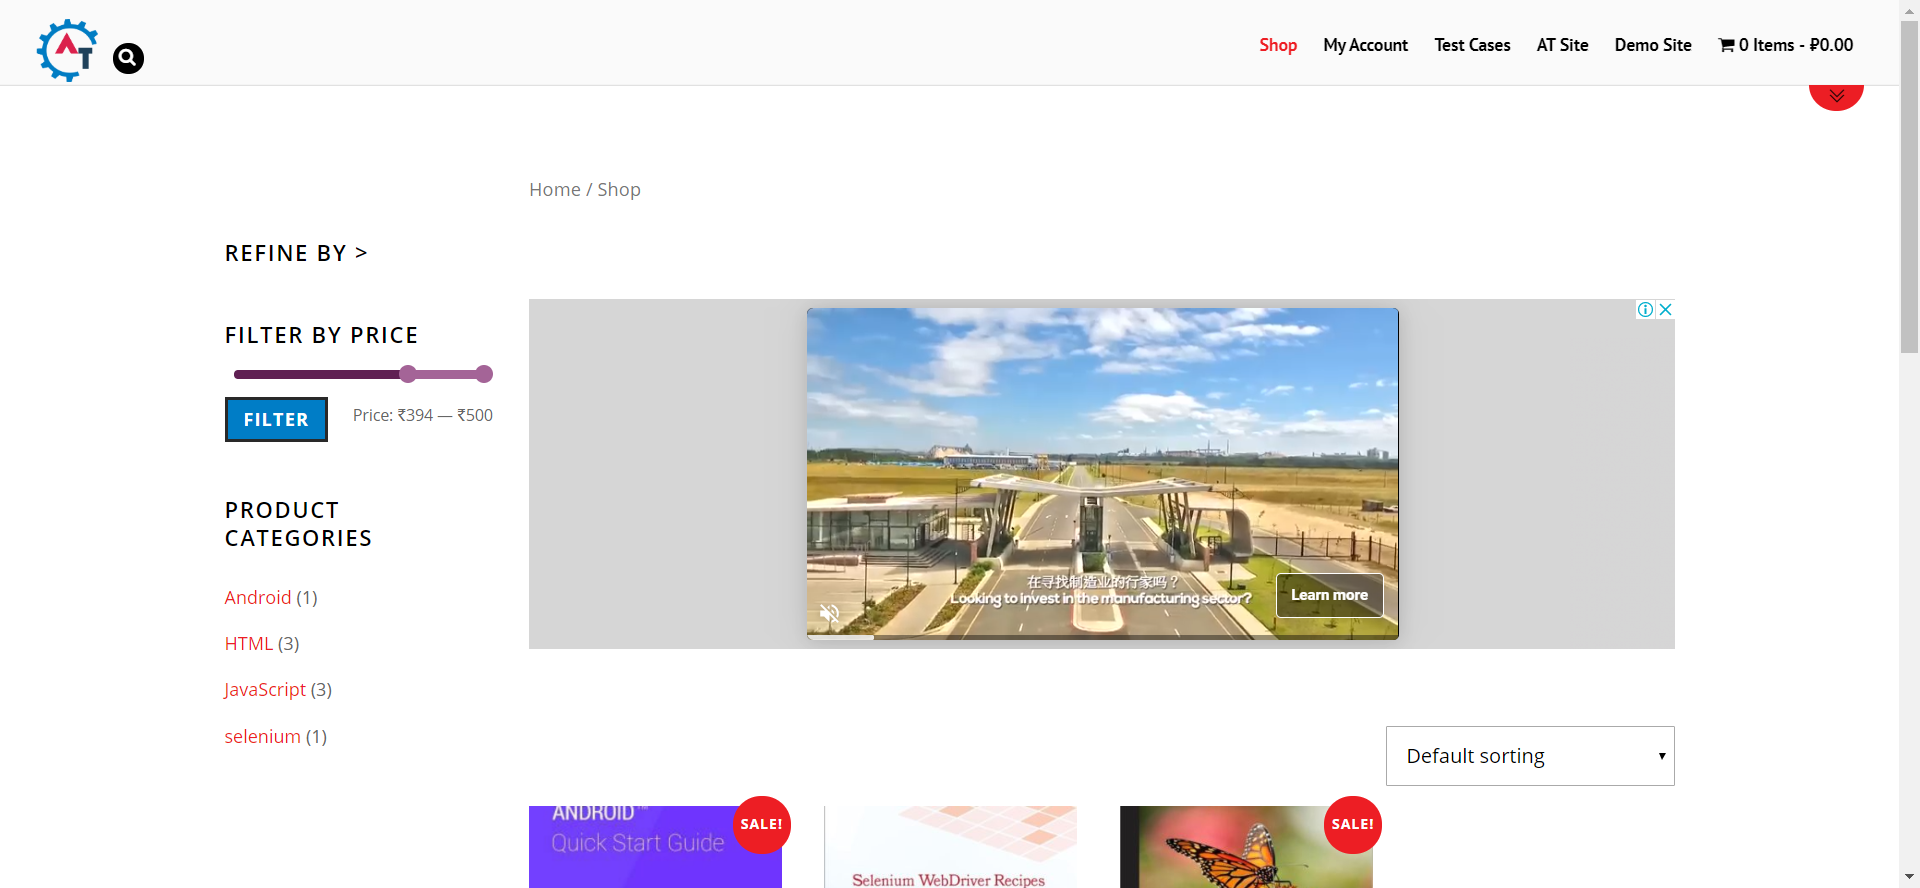 AT
Shop
My Account
Test Cases
AT Site
Demo Site
0 Items - ₽0.00
Home / Shop
REFINE BY >
FILTER BY PRICE
FILTER
Price: ₹394 — ₹500
PRODUCT
CATEGORIES
Android (1)
HTML (3)
JavaScript (3)
selenium (1)
在寻找制造业的行家吗？
Looking to invest in the manufacturing sector?
Learn more
Default sorting
ANDROID™
Quick Start Guide
SALE!
Selenium WebDriver Recipes
SALE!